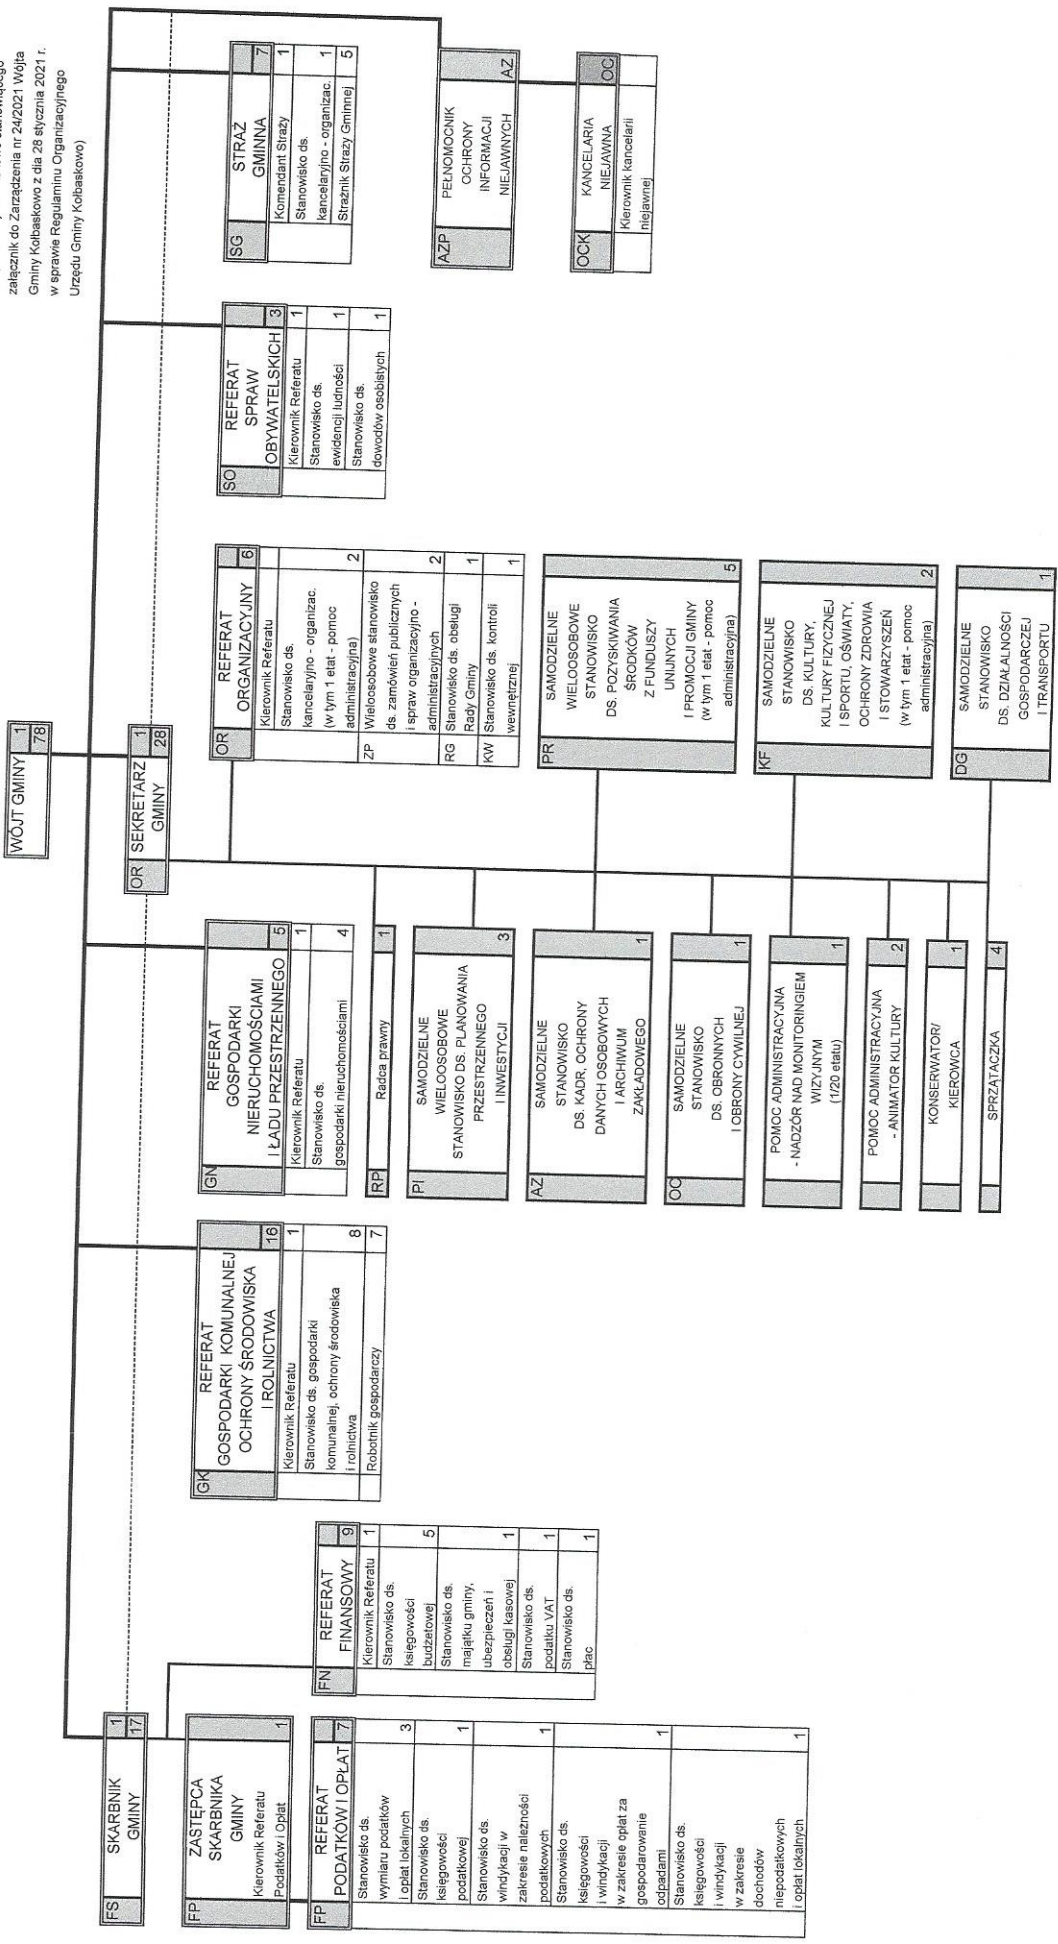 załącznik do Zarządzenia nr 24/2021 Wójta
Gminy Kołbaskowo z dnia 28 stycznia 2021 r.
w sprawie Regulaminu Organizacyjnego
Urzędu Gminy Kołbaskowo)
WÓJT GMINY 1
78
OR SEKRETARZ 1
GMINY 28
FS SKARBNIK 1
GMINY 17
FP ZASTĘPCA
SKARBNIKA
GMINY
Kierownik Referatu
Podatków i Opłat 1
FP REFERAT
PODATKÓW I OPŁAT 7
Stanowisko ds.
wymiaru podatków
i opłat lokalnych 3
Stanowisko ds.
księgowości
podatkowej 1
Stanowisko ds.
windykacji w
zakresie należności
podatkowych 1
Stanowisko ds.
księgowości
i windykacji
w zakresie opłat za
gospodarowanie
odpadami 1
Stanowisko ds.
księgowości
i windykacji
w zakresie
dochodów
niepodatkowych
i opłat lokalnych 1
FN REFERAT
FINANSOWY 9
Kierownik Referatu 1
Stanowisko ds.
księgowości
budżetowej 5
Stanowisko ds.
majątku gminy,
ubezpieczeń i
obsługi kasowej 1
Stanowisko ds.
podatku VAT 1
Stanowisko ds.
płac 1
GK REFERAT
GOSPODARKI KOMUNALNEJ
OCHRONY ŚRODOWISKA
I ROLNICTWA 16
Kierownik Referatu 1
Stanowisko ds. gospodarki
komunalnej, ochrony środowiska
i rolnictwa 8
Robotnik gospodarczy 7
GN REFERAT
GOSPODARKI
NIERUCHOMOŚCIAMI
I ŁADU PRZESTRZENNEGO 5
Kierownik Referatu 1
Stanowisko ds.
gospodarki nieruchomościami 4
RP Radca prawny 1
PI SAMODZIELNE
WIELOOSOBOWE
STANOWISKO DS. PLANOWANIA
PRZESTRZENNEGO
I INWESTYCJI 3
AZ SAMODZIELNE
STANOWISKO
DS. KADR, OCHRONY
DANYCH OSOBOWYCH
I ARCHIWUM
ZAKŁADOWEGO 1
OC SAMODZIELNE
STANOWISKO
DS. OBRONNYCH
I OBRONY CYWILNEJ 1
POMOC ADMINISTRACYJNA
- NADZÓR NAD MONITORINGIEM
WIZYJNYM
(1/20 etatu) 1
POMOC ADMINISTRACYJNA
- ANIMATOR KULTURY 2
KONSERWATOR/
KIEROWCA 1
SPRZĄTACZKA 4
OR REFERAT
ORGANIZACYJNY 6
Kierownik Referatu
Stanowisko ds.
kancelaryjno - organizac.
(w tym 1 etat - pomoc
administracyjna) 2
ZP Wieloosobowe stanowisko
ds. zamówień publicznych
i spraw organizacyjno -
administracyjnych 2
RG Stanowisko ds. obsługi
Rady Gminy 1
KW Stanowisko ds. kontroli
wewnętrznej 1
PR SAMODZIELNE
WIELOOSOBOWE
STANOWISKO
DS. POZYSKIWANIA
ŚRODKÓW
Z FUNDUSZY
UNIJNYCH
I PROMOCJI GMINY
(w tym 1 etat - pomoc
administracyjna) 5
KF SAMODZIELNE
STANOWISKO
DS. KULTURY,
KULTURY FIZYCZNEJ
I SPORTU, OŚWIATY,
OCHRONY ZDROWIA
I STOWARZYSZEŃ
(w tym 1 etat - pomoc
administracyjna) 2
DG SAMODZIELNE
STANOWISKO
DS. DZIAŁALNOŚCI
GOSPODARCZEJ
I TRANSPORTU 1
SO REFERAT
SPRAW
OBYWATELSKICH 3
Kierownik Referatu 1
Stanowisko ds.
ewidencji ludności 1
Stanowisko ds.
dowodów osobistych 1
SG STRAŻ
GMINNA 7
Komendant Straży 1
Stanowisko ds.
kancelaryjno - organizac. 1
Strażnik Straży Gminnej 5
AZP PEŁNOMOCNIK
OCHRONY
INFORMACJI
NIEJAWNYCH AZ
OCK KANCELARIA
NIEJAWNA OC
Kierownik kancelarii
niejawnej